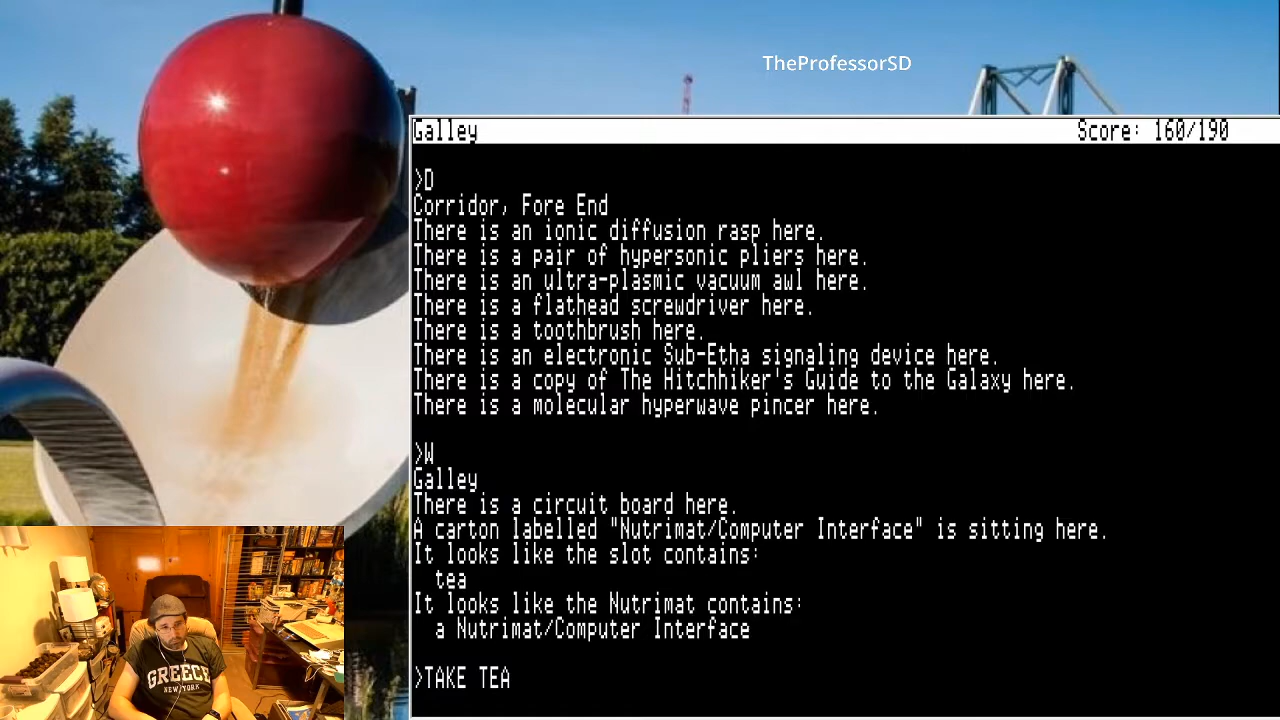 TheProfessorSD
Galley Score: 160/190
>D
Corridor, Fore End
There is an ionic diffusion rasp here.
There is a pair of hypersonic pliers here.
There is an ultra-plasmic vacuum awl here.
There is a flathead screwdriver here.
There is a toothbrush here.
There is an electronic Sub-Etha signaling device here.
There is a copy of The Hitchhiker's Guide to the Galaxy here.
There is a molecular hyperwave pincer here.
>W
Galley
There is a circuit board here.
A carton labelled "Nutrimat/Computer Interface" is sitting here.
It looks like the slot contains:
tea
It looks like the Nutrimat contains:
a Nutrimat/Computer Interface
>TAKE TEA
GREECE
NEW YORK